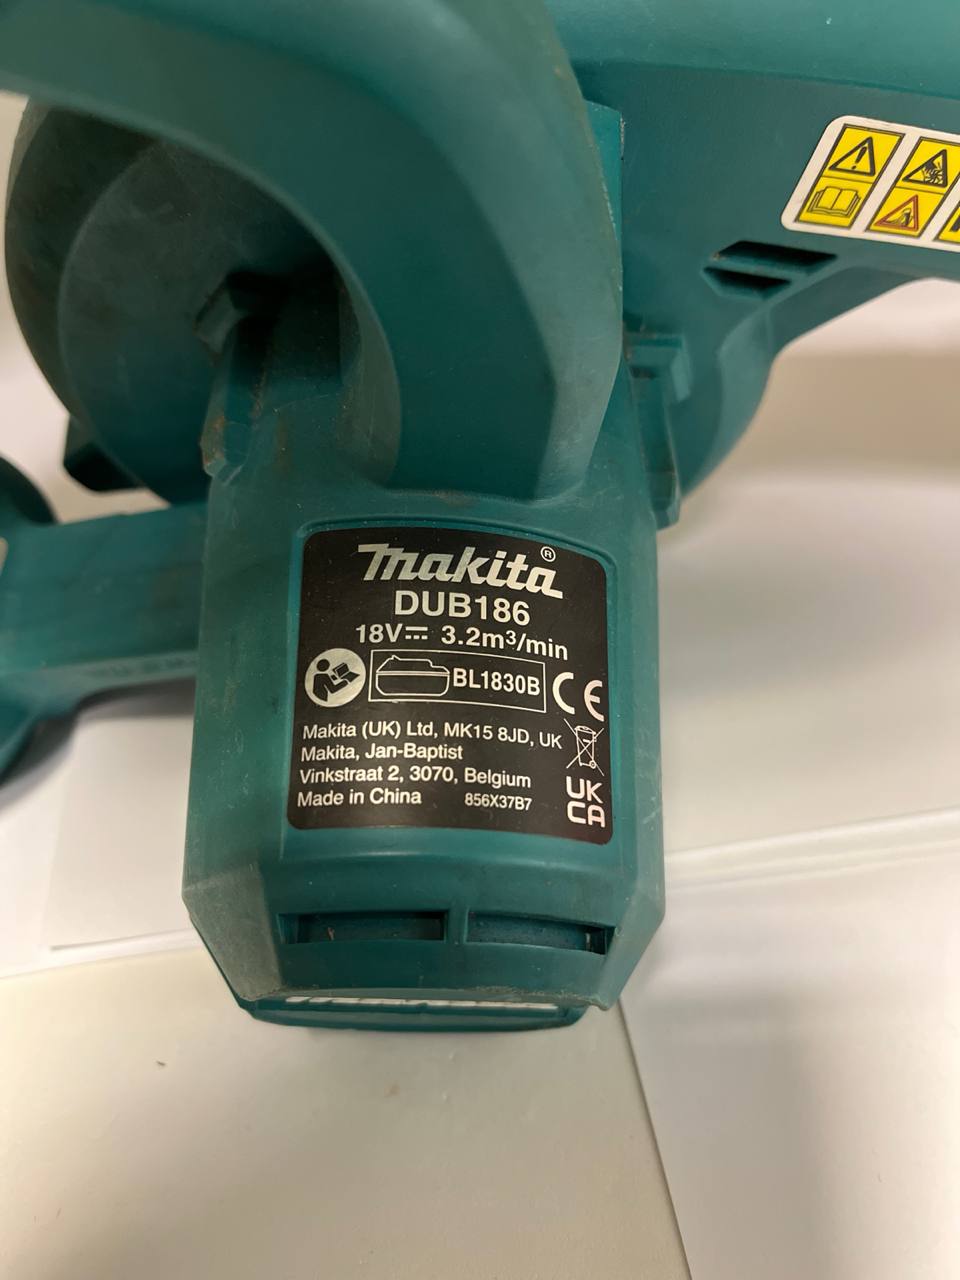 Makita®
DUB186
18V⎓ 3.2m³/min
BL1830B
CE
Makita (UK) Ltd, MK15 8JD, UK
Makita, Jan-Baptist
Vinkstraat 2, 3070, Belgium
Made in China 856X37B7
UK
CA